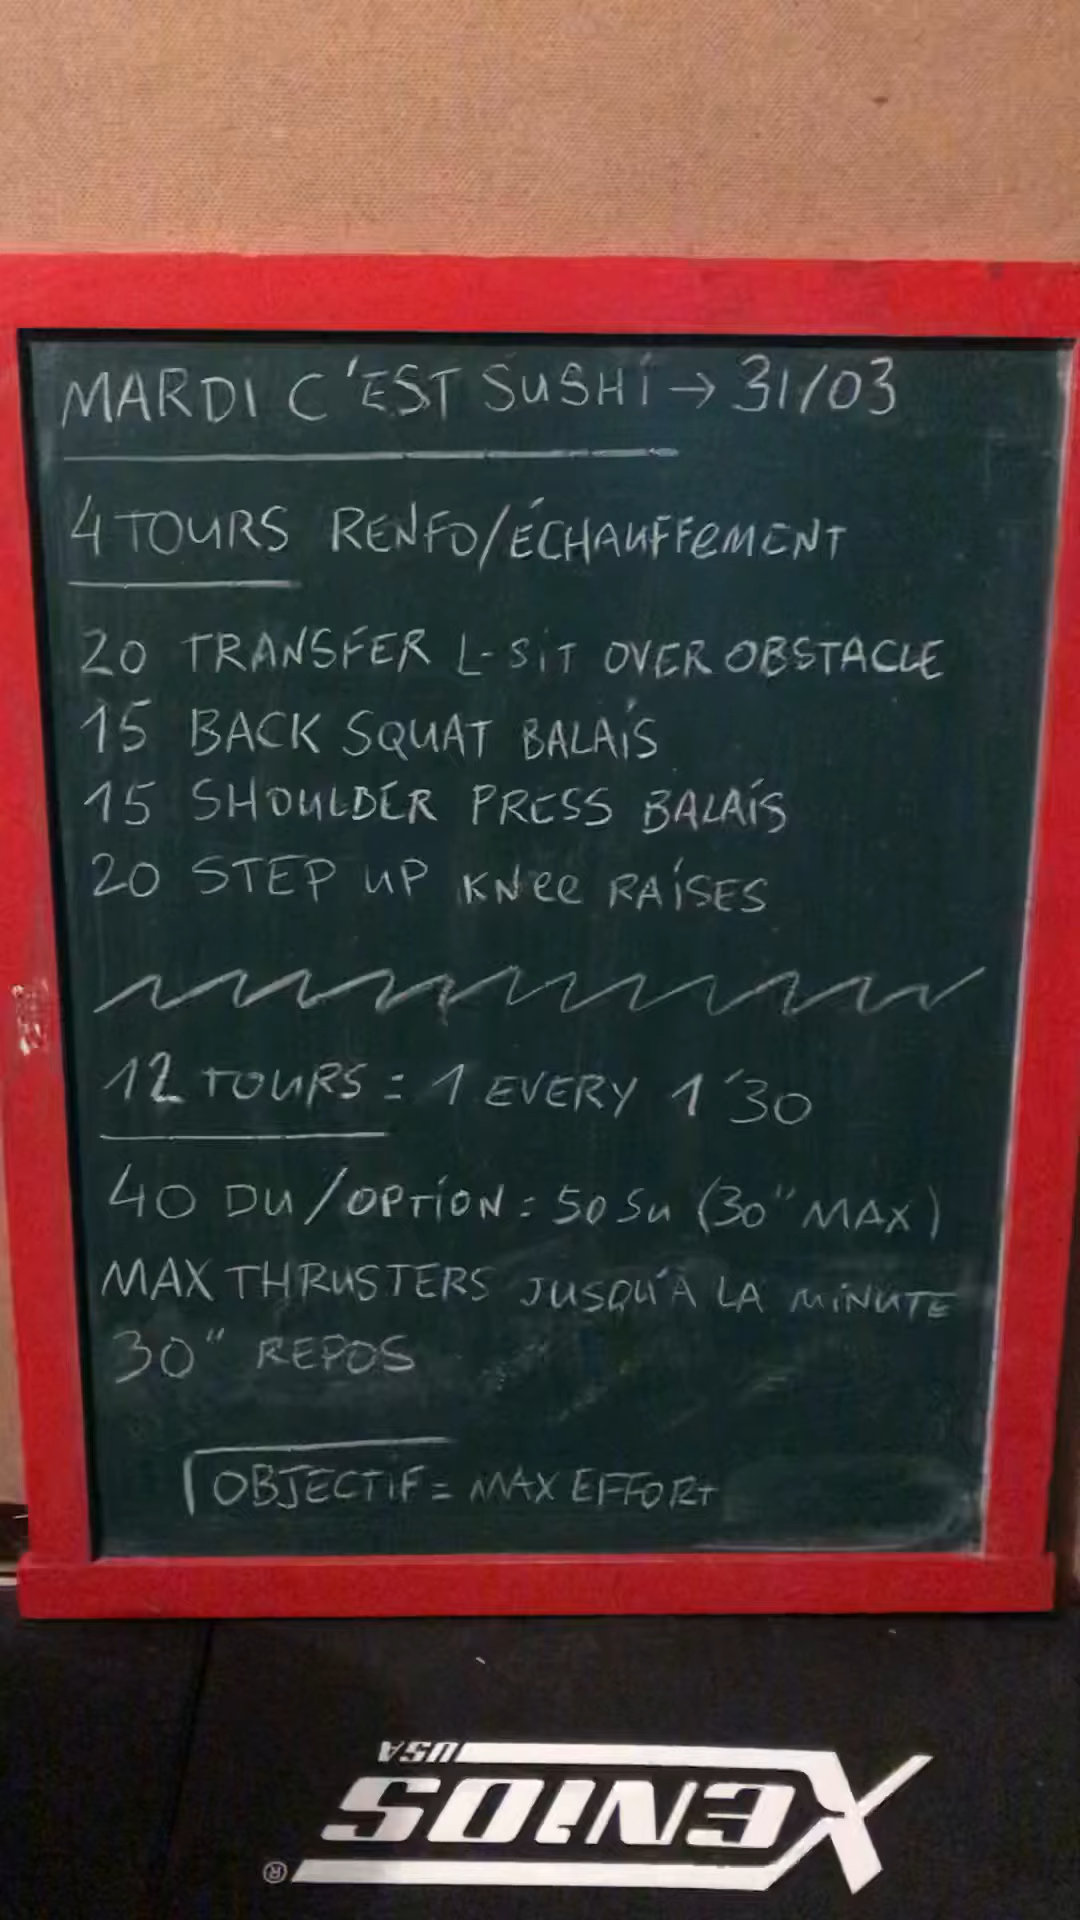 MARDI C'EST SUSHI → 31/03
4 TOURS RENFO/ÉCHAUFFEMENT
20 TRANSFER L-SIT OVER OBSTACLE
15 BACK SQUAT BALAIS
15 SHOULDER PRESS BALAIS
20 STEP UP KNEE RAISES
12 TOURS = 1 EVERY 1'30
40 DU/OPTION: 50 SU (30" MAX)
MAX THRUSTERS JUSQU'À LA MINUTE
30" REPOS
OBJECTIF = MAX EFFORT
XENIOS
USA
®